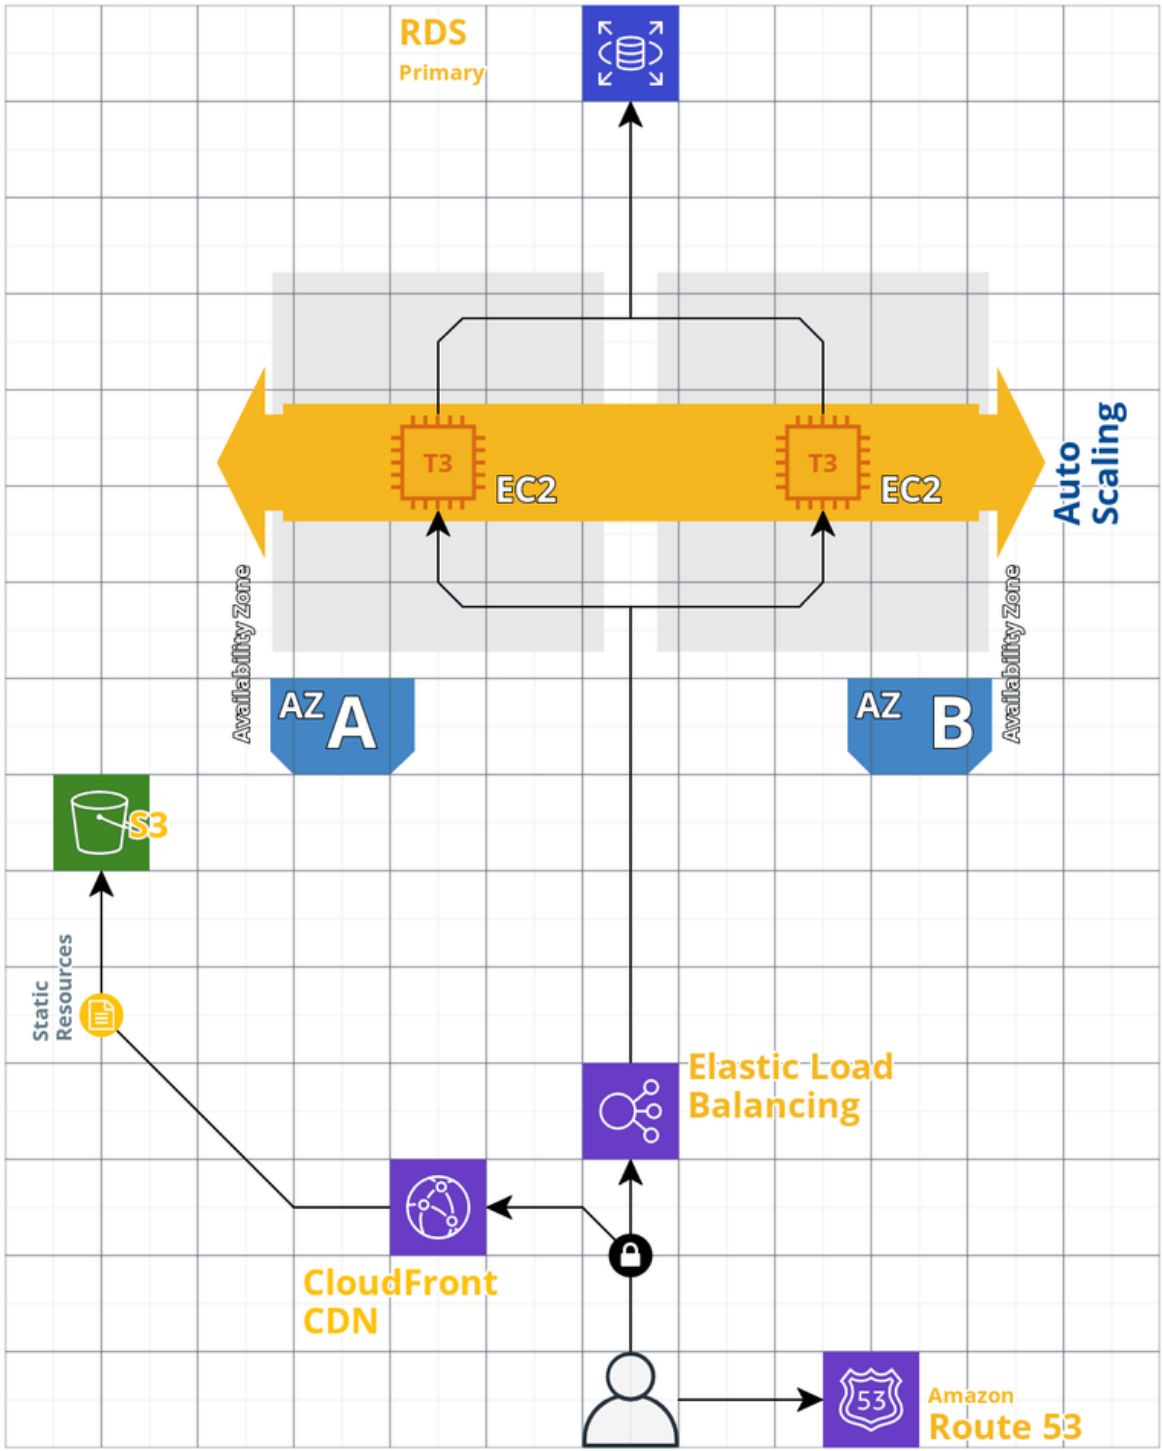 RDS
Primary
T3
EC2
T3
EC2
Auto
Scaling
Availability Zone
Availability Zone
AZ A
AZ B
S3
Static
Resources
Elastic Load
Balancing
CloudFront
CDN
53
Amazon
Route 53